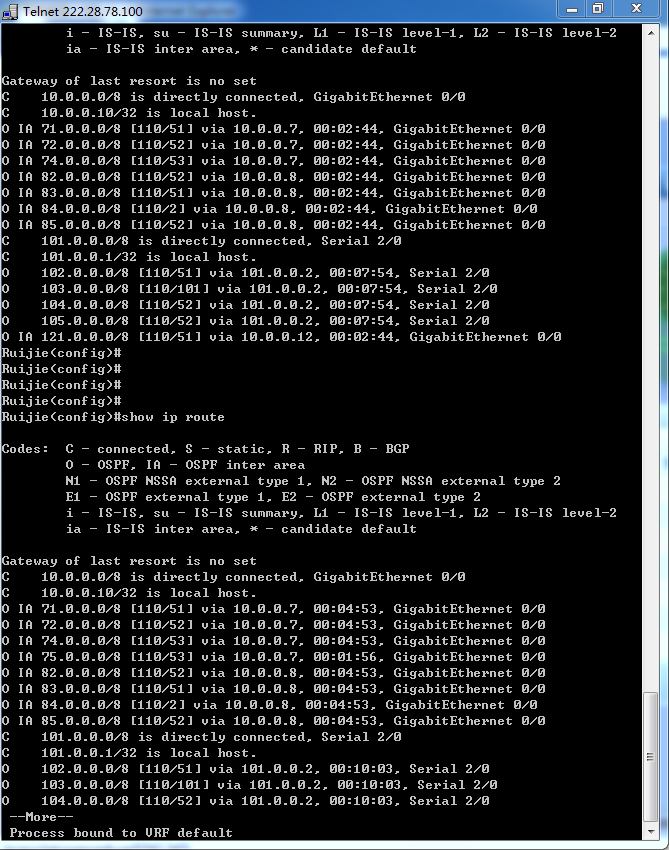 Telnet 222.28.78.100
i - IS-IS, su - IS-IS summary, L1 - IS-IS level-1, L2 - IS-IS level-2
ia - IS-IS inter area, * - candidate default
Gateway of last resort is no set
C    10.0.0.0/8 is directly connected, GigabitEthernet 0/0
C    10.0.0.10/32 is local host.
O IA 71.0.0.0/8 [110/51] via 10.0.0.7, 00:02:44, GigabitEthernet 0/0
O IA 72.0.0.0/8 [110/52] via 10.0.0.7, 00:02:44, GigabitEthernet 0/0
O IA 74.0.0.0/8 [110/53] via 10.0.0.7, 00:02:44, GigabitEthernet 0/0
O IA 82.0.0.0/8 [110/52] via 10.0.0.8, 00:02:44, GigabitEthernet 0/0
O IA 83.0.0.0/8 [110/51] via 10.0.0.8, 00:02:44, GigabitEthernet 0/0
O IA 84.0.0.0/8 [110/2] via 10.0.0.8, 00:02:44, GigabitEthernet 0/0
O IA 85.0.0.0/8 [110/52] via 10.0.0.8, 00:02:44, GigabitEthernet 0/0
C    101.0.0.0/8 is directly connected, Serial 2/0
C    101.0.0.1/32 is local host.
O    102.0.0.0/8 [110/51] via 101.0.0.2, 00:07:54, Serial 2/0
O    103.0.0.0/8 [110/101] via 101.0.0.2, 00:07:54, Serial 2/0
O    104.0.0.0/8 [110/52] via 101.0.0.2, 00:07:54, Serial 2/0
O    105.0.0.0/8 [110/52] via 101.0.0.2, 00:07:54, Serial 2/0
O IA 121.0.0.0/8 [110/51] via 10.0.0.12, 00:02:44, GigabitEthernet 0/0
Ruijie(config)#
Ruijie(config)#
Ruijie(config)#
Ruijie(config)#
Ruijie(config)#show ip route
Codes:  C - connected, S - static, R - RIP, B - BGP
O - OSPF, IA - OSPF inter area
N1 - OSPF NSSA external type 1, N2 - OSPF NSSA external type 2
E1 - OSPF external type 1, E2 - OSPF external type 2
i - IS-IS, su - IS-IS summary, L1 - IS-IS level-1, L2 - IS-IS level-2
ia - IS-IS inter area, * - candidate default
Gateway of last resort is no set
C    10.0.0.0/8 is directly connected, GigabitEthernet 0/0
C    10.0.0.10/32 is local host.
O IA 71.0.0.0/8 [110/51] via 10.0.0.7, 00:04:53, GigabitEthernet 0/0
O IA 72.0.0.0/8 [110/52] via 10.0.0.7, 00:04:53, GigabitEthernet 0/0
O IA 74.0.0.0/8 [110/53] via 10.0.0.7, 00:04:53, GigabitEthernet 0/0
O IA 75.0.0.0/8 [110/53] via 10.0.0.7, 00:01:56, GigabitEthernet 0/0
O IA 82.0.0.0/8 [110/52] via 10.0.0.8, 00:04:53, GigabitEthernet 0/0
O IA 83.0.0.0/8 [110/51] via 10.0.0.8, 00:04:53, GigabitEthernet 0/0
O IA 84.0.0.0/8 [110/2] via 10.0.0.8, 00:04:53, GigabitEthernet 0/0
O IA 85.0.0.0/8 [110/52] via 10.0.0.8, 00:04:53, GigabitEthernet 0/0
C    101.0.0.0/8 is directly connected, Serial 2/0
C    101.0.0.1/32 is local host.
O    102.0.0.0/8 [110/51] via 101.0.0.2, 00:10:03, Serial 2/0
O    103.0.0.0/8 [110/101] via 101.0.0.2, 00:10:03, Serial 2/0
O    104.0.0.0/8 [110/52] via 101.0.0.2, 00:10:03, Serial 2/0
--More--
Process bound to VRF default